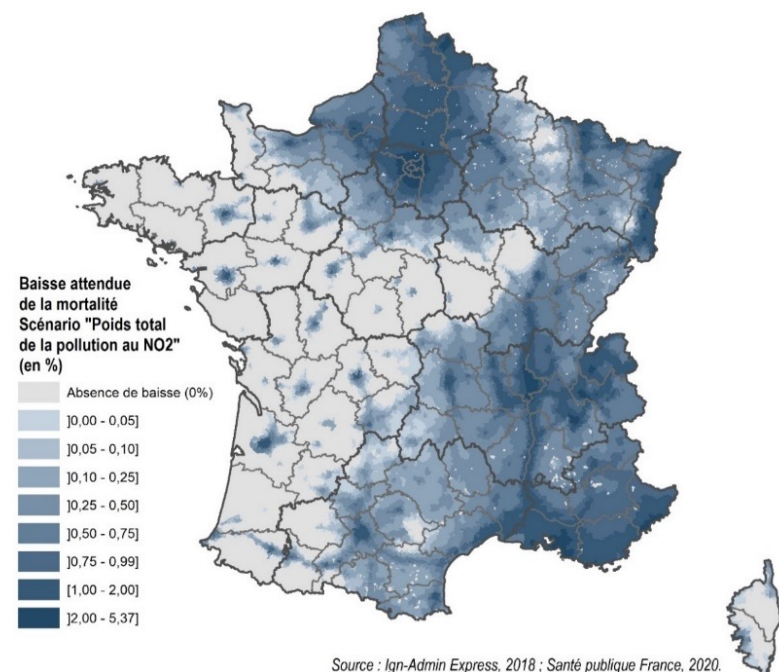 Baisse attendue
de la mortalité
Scénario "Poids total
de la pollution au NO2"
(en %)
Absence de baisse (0%)
]0,00 - 0,05]
]0,05 - 0,10]
]0,10 - 0,25]
]0,25 - 0,50]
]0,50 - 0,75]
]0,75 - 0,99]
[1,00 - 2,00]
]2,00 - 5,37]
Source : Ign-Admin Express, 2018 ; Santé publique France, 2020.